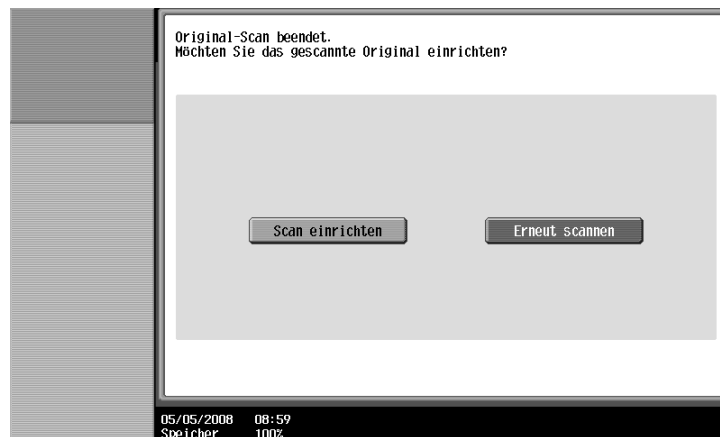 Original-Scan beendet.
Möchten Sie das gescannte Original einrichten?
Scan einrichten
Erneut scannen
05/05/2008 08:59
Speicher 100%